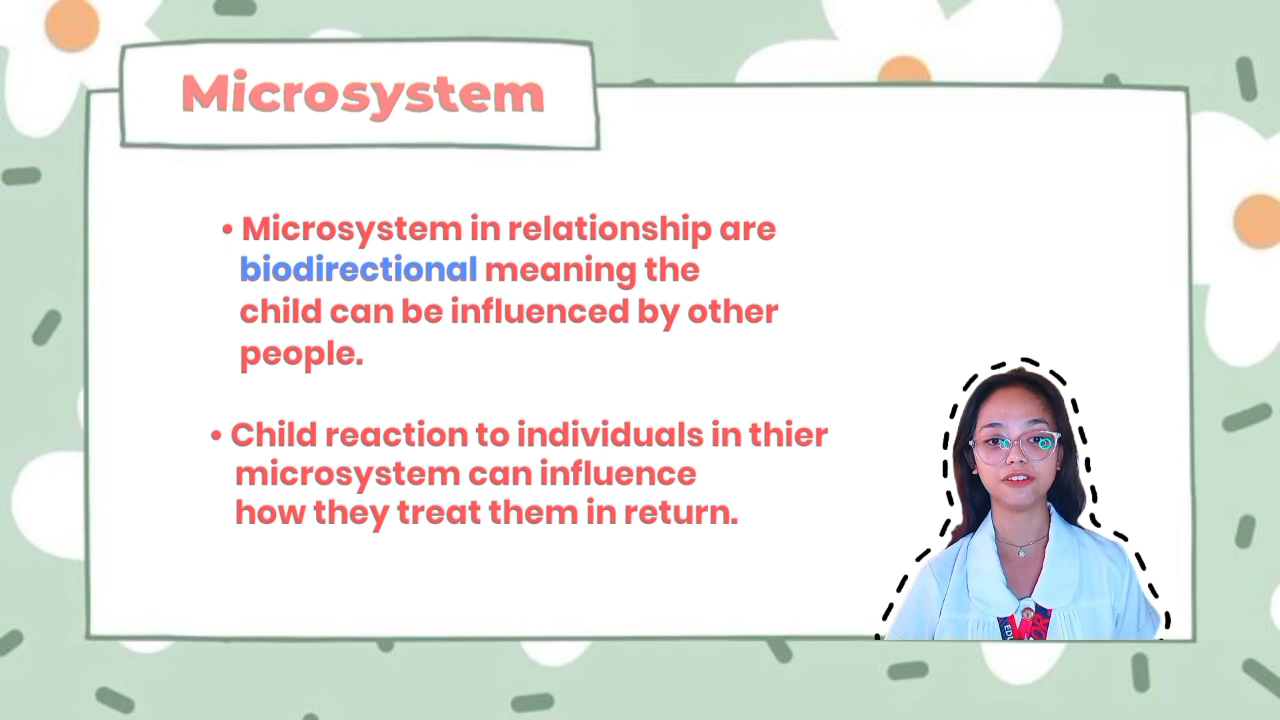 Microsystem
• Microsystem in relationship are
biodirectional meaning the
child can be influenced by other
people.
• Child reaction to individuals in thier
microsystem can influence
how they treat them in return.